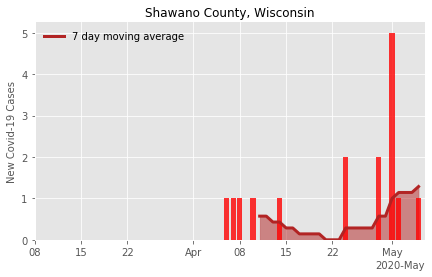 Shawano County, Wisconsin
7 day moving average
New Covid-19 Cases
5
4
3
2
1
0
08 15 22 Apr 08 15 22 May
2020-May